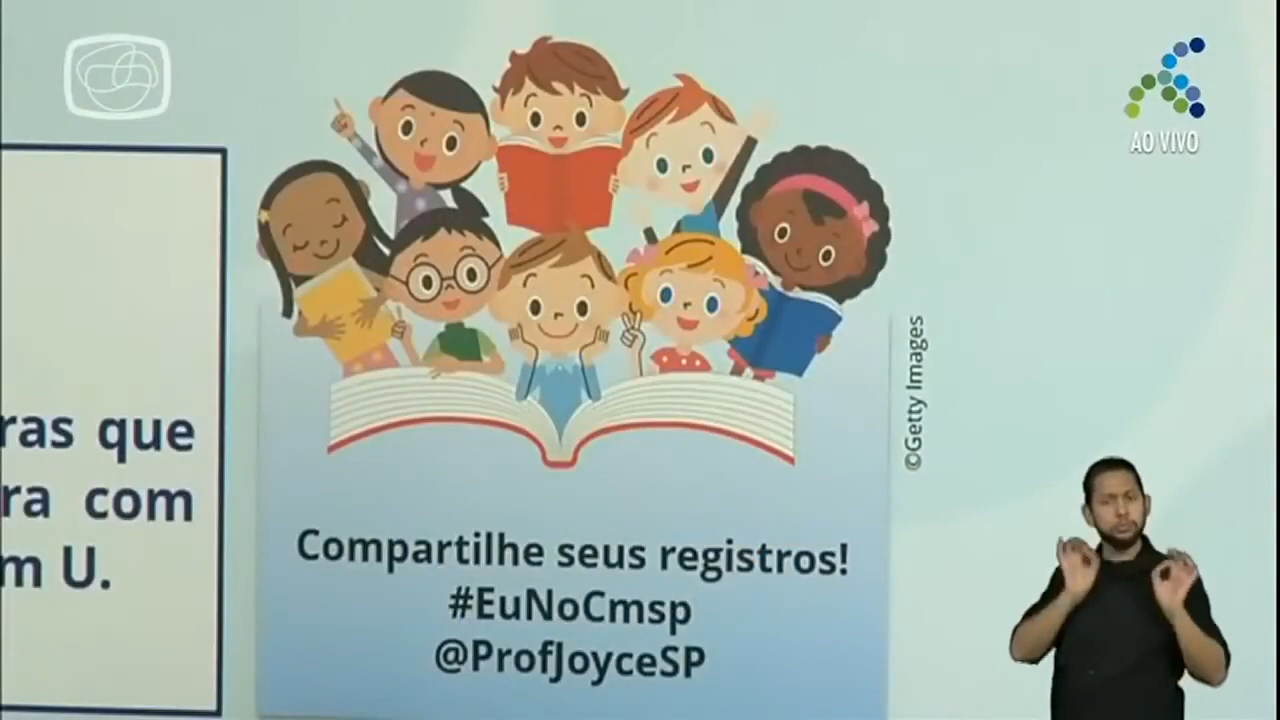 AO VIVO
ras que
ra com
m U.
©Getty Images
Compartilhe seus registros!
#EuNoCmsp
@ProfJoyceSP